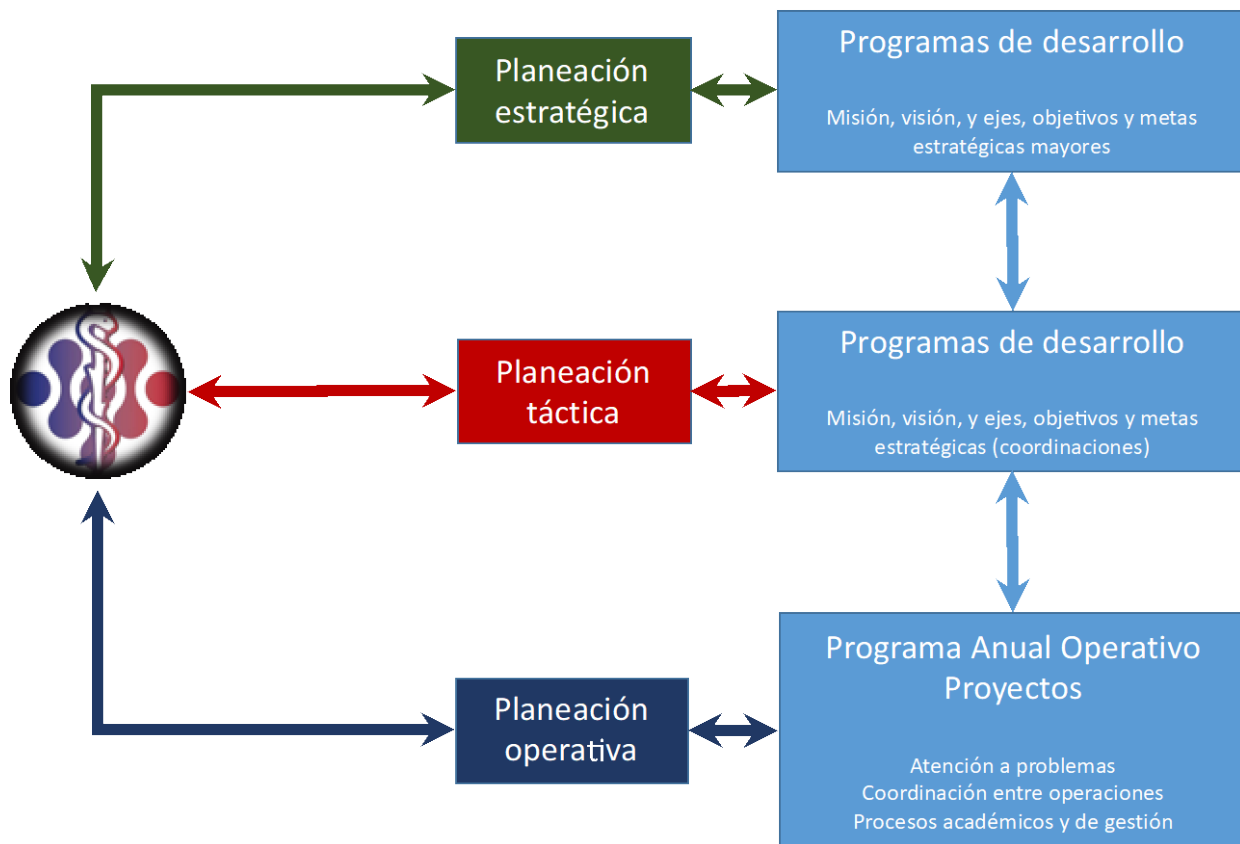 Planeación
estratégica
Programas de desarrollo
Misión, visión, y ejes, objetivos y metas
estratégicas mayores
Planeación
táctica
Programas de desarrollo
Misión, visión, y ejes, objetivos y metas
estratégicas (coordinaciones)
Planeación
operativa
Programa Anual Operativo
Proyectos
Atención a problemas
Coordinación entre operaciones
Procesos académicos y de gestión